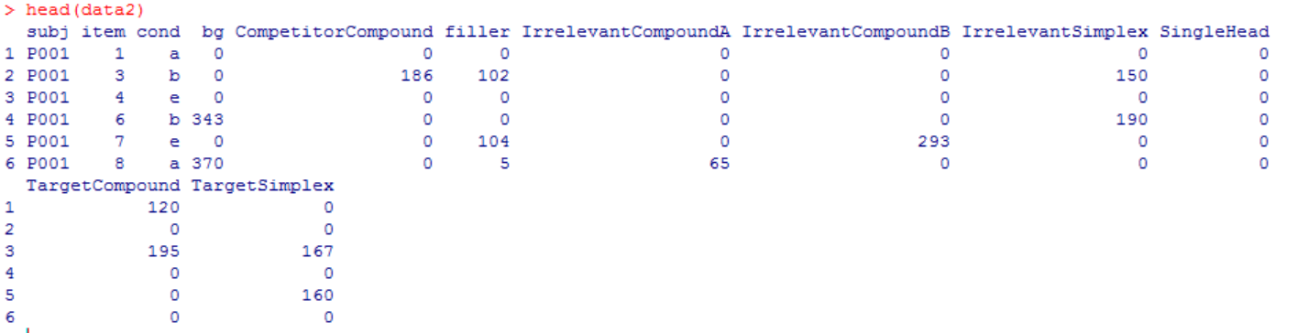 > head(data2)
subj item cond bg CompetitorCompound filler IrrelevantCompoundA IrrelevantCompoundB IrrelevantSimplex SingleHead
1 P001 1 a 0 0 0 0 0 0 0
2 P001 3 b 0 186 102 0 0 150 0
3 P001 4 e 0 0 0 0 0 0 0
4 P001 6 b 343 0 0 0 0 190 0
5 P001 7 e 0 0 104 0 293 0 0
6 P001 8 a 370 0 5 65 0 0 0
TargetCompound TargetSimplex
1 120 0
2 0 0
3 195 167
4 0 0
5 0 160
6 0 0